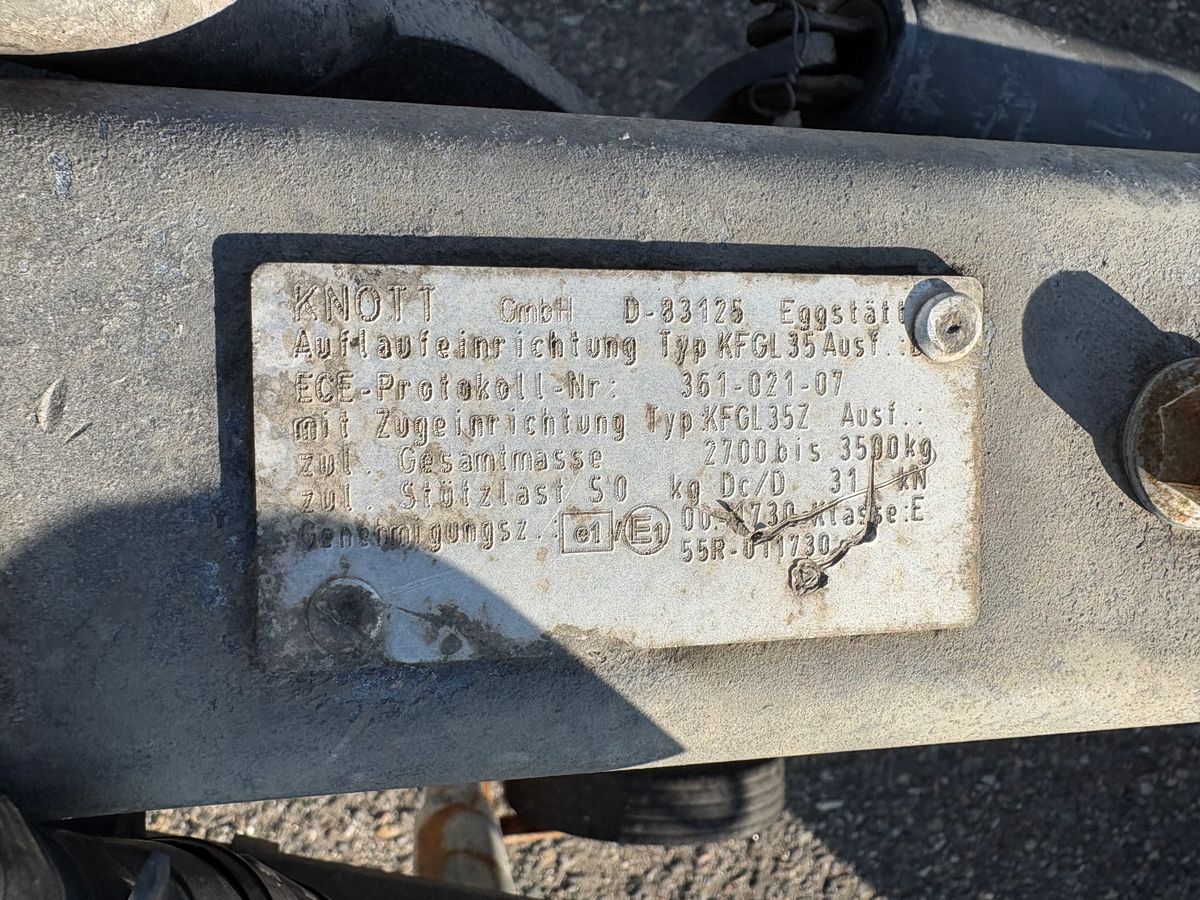 KNOTT GmbH D-83125 Eggstätt
Auflaufeinrichtung Typ KFGL35 Ausf.:
ECE-Protokoll-Nr: 361-021-07
mit Zugeinrichtung Typ KFGL35Z Ausf.:
zul. Gesamtmasse 2700 bis 3500kg
zul. Stützlast 50 kg Dc/D 31 kN
Genehmigungsz.: e1 / E1 Klasse:E
55R-011730